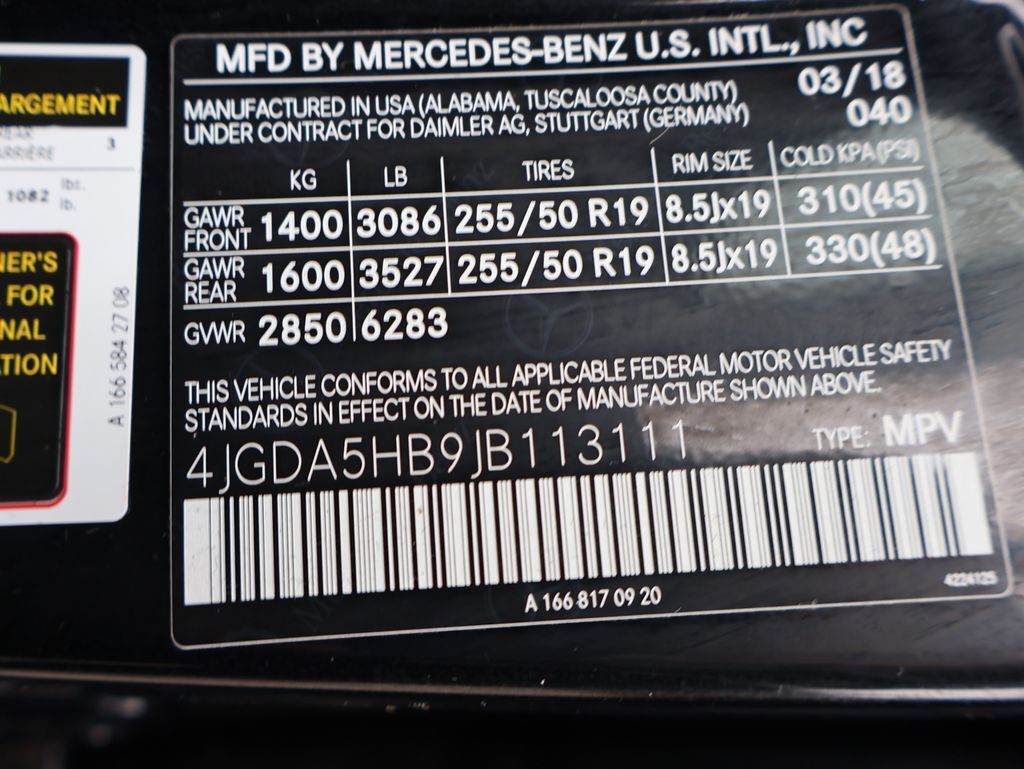 ARGEMENT
3
ARRIÈRE
1082 lbs.
lb.
NER'S
FOR
NAL
TION
A 166 584 27 08
MFD BY MERCEDES-BENZ U.S. INTL., INC
MANUFACTURED IN USA (ALABAMA, TUSCALOOSA COUNTY) 03/18
UNDER CONTRACT FOR DAIMLER AG, STUTTGART (GERMANY) 040
KG LB TIRES RIM SIZE COLD KPA (PSI)
GAWR FRONT 1400 3086 255/50 R19 8.5Jx19 310(45)
GAWR REAR 1600 3527 255/50 R19 8.5Jx19 330(48)
GVWR 2850 6283
THIS VEHICLE CONFORMS TO ALL APPLICABLE FEDERAL MOTOR VEHICLE SAFETY
STANDARDS IN EFFECT ON THE DATE OF MANUFACTURE SHOWN ABOVE.
4JGDA5HB9JB113111 TYPE: MPV
A 166 817 09 20
4224125